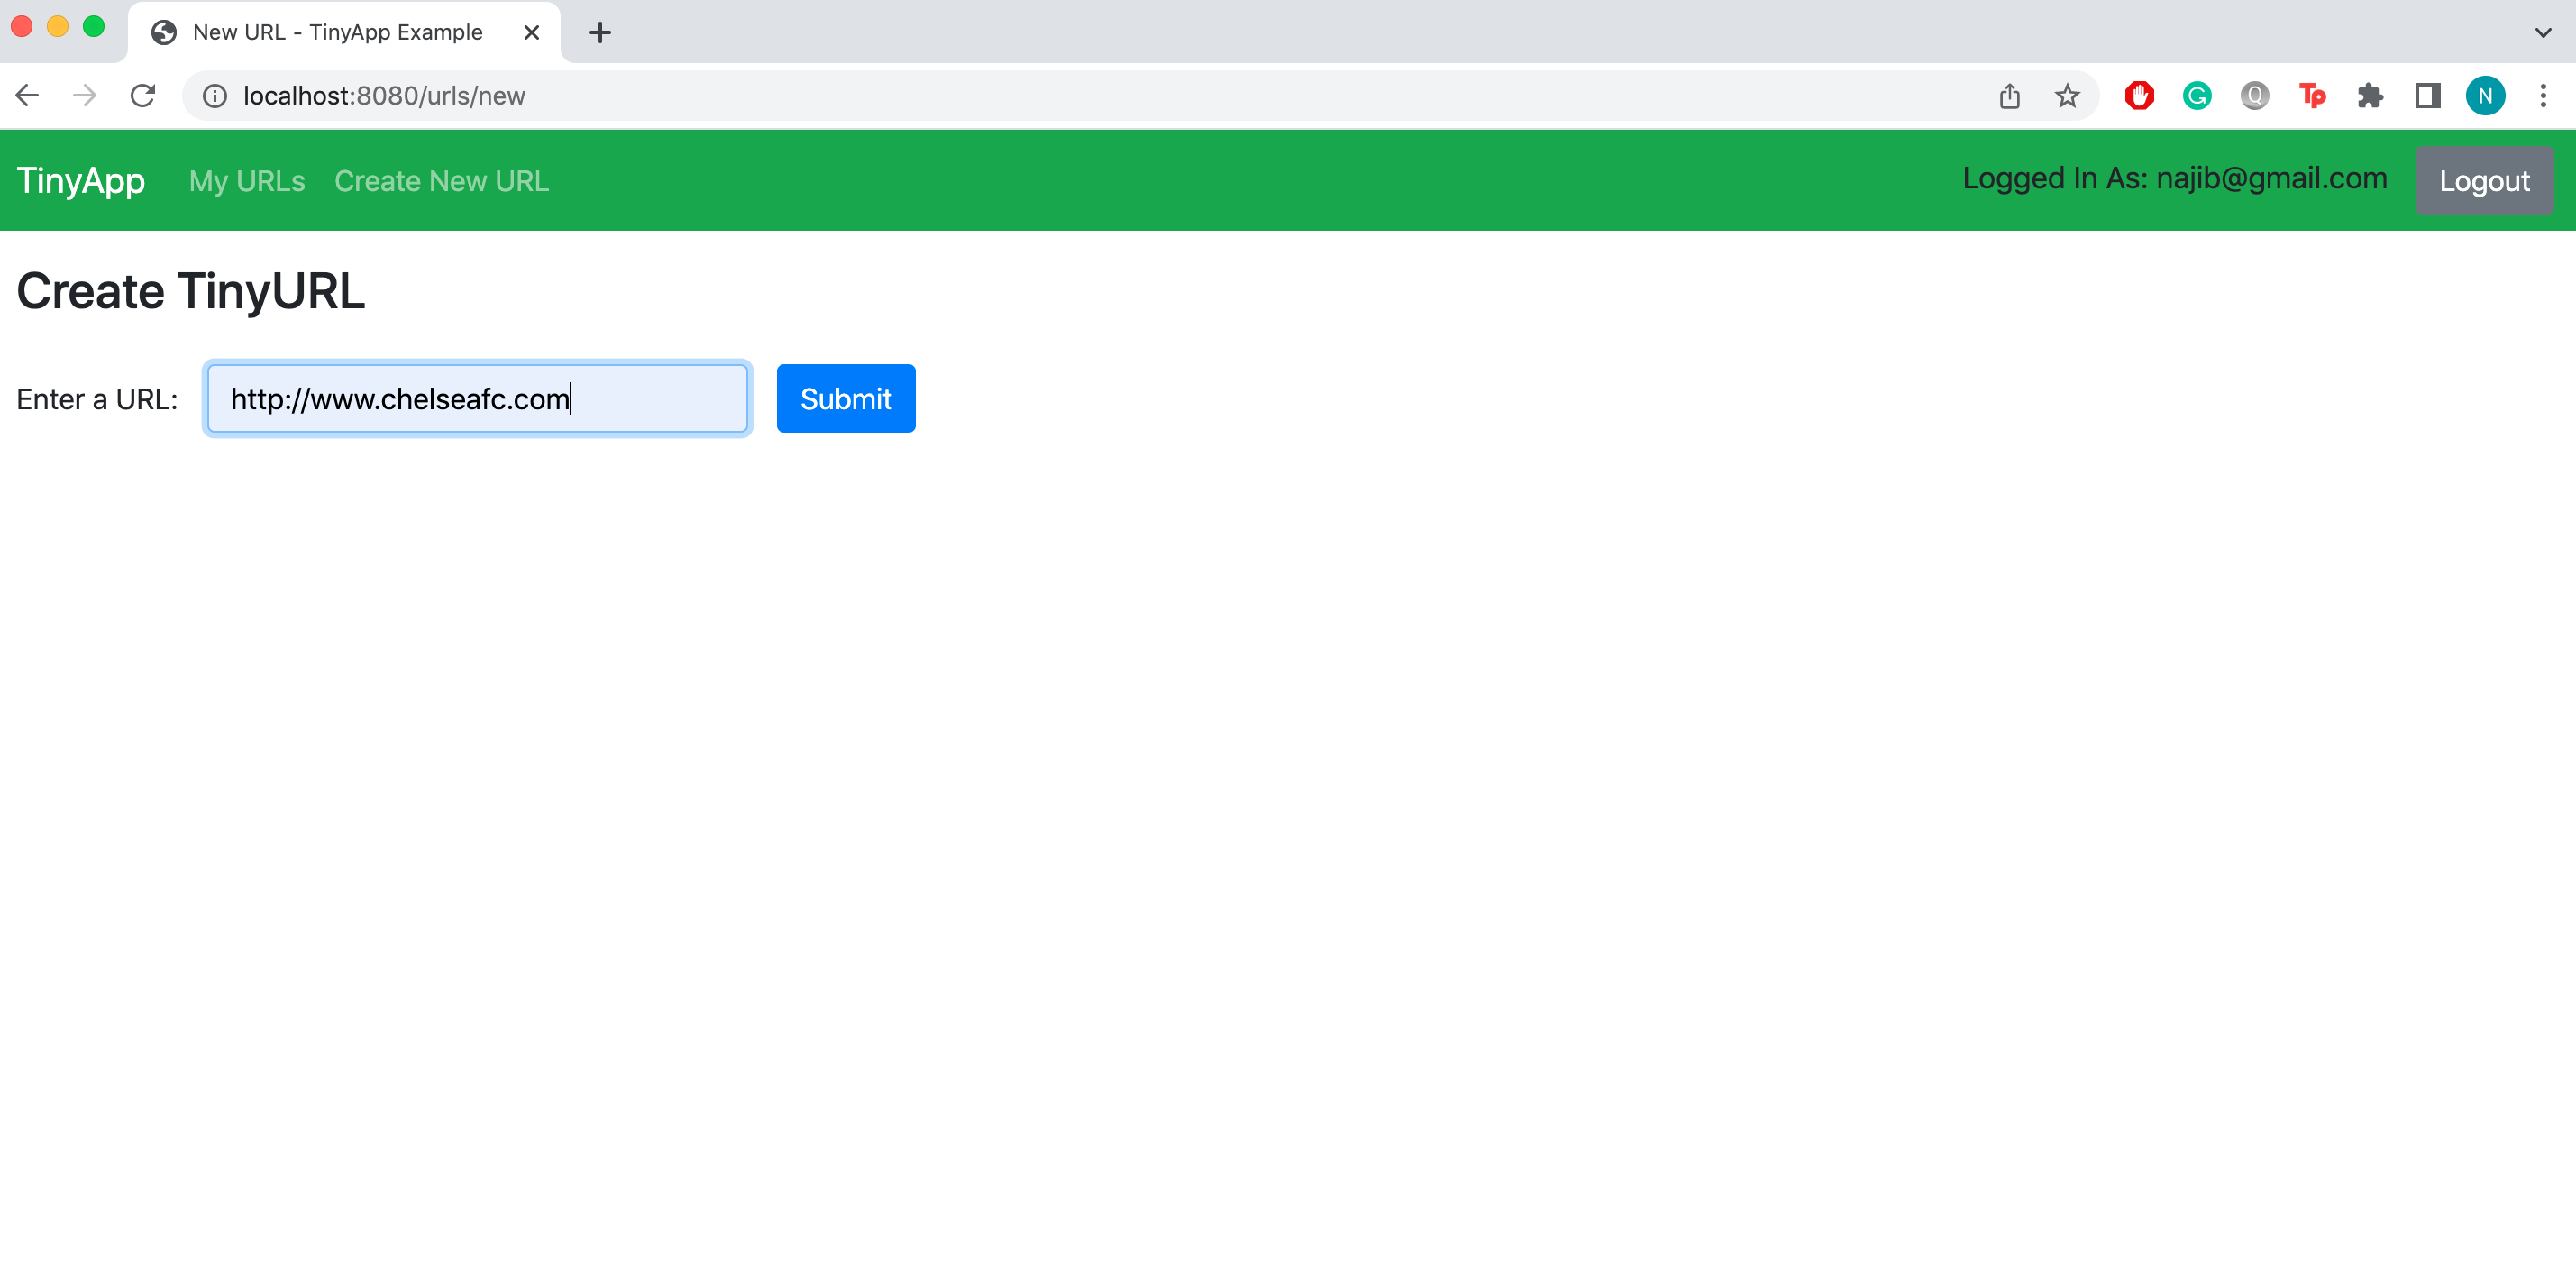 New URL - TinyApp Example
localhost:8080/urls/new
G
Q
Tp
N
TinyApp My URLs Create New URL Logged In As: najib@gmail.com Logout
Create TinyURL
Enter a URL: http://www.chelseafc.com Submit